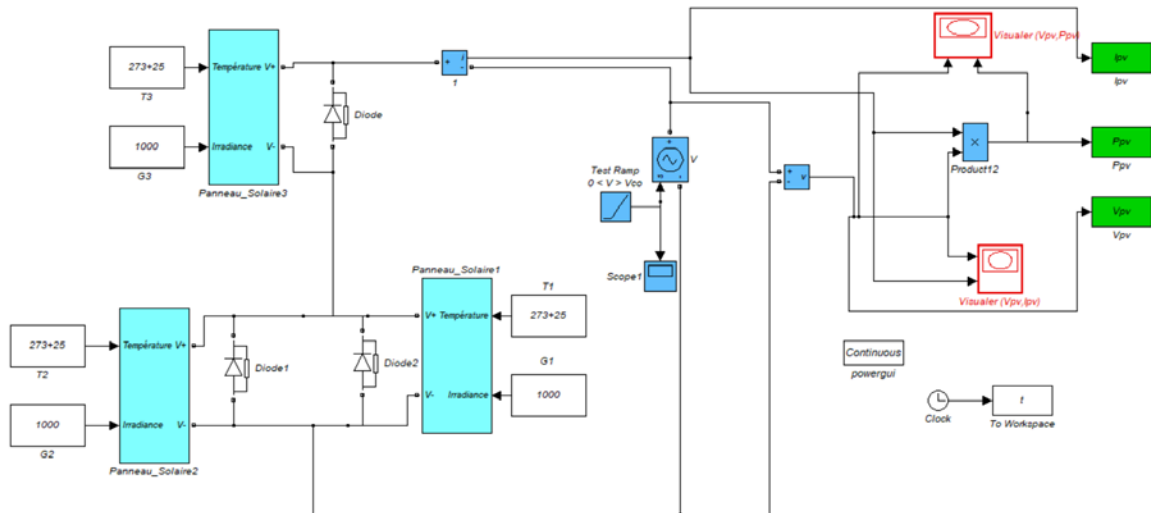 273+25
T3
1000
G3
Température V+
Irradiance V-
Panneau_Solaire3
Diode
+
-
i
1
Test Ramp
0 < V > Vco
V
Scope1
+
-
v
Visualer (Vpv,Ppv)
×
Product12
Visualer (Vpv,Ipv)
Ipv
Ipv
Ppv
Ppv
Vpv
Vpv
273+25
T2
1000
G2
Température V+
Irradiance V-
Panneau_Solaire2
Diode1
Diode2
Panneau_Solaire1
V+ Température
V- Irradiance
T1
273+25
G1
1000
Continuous
powergui
Clock
t
To Workspace